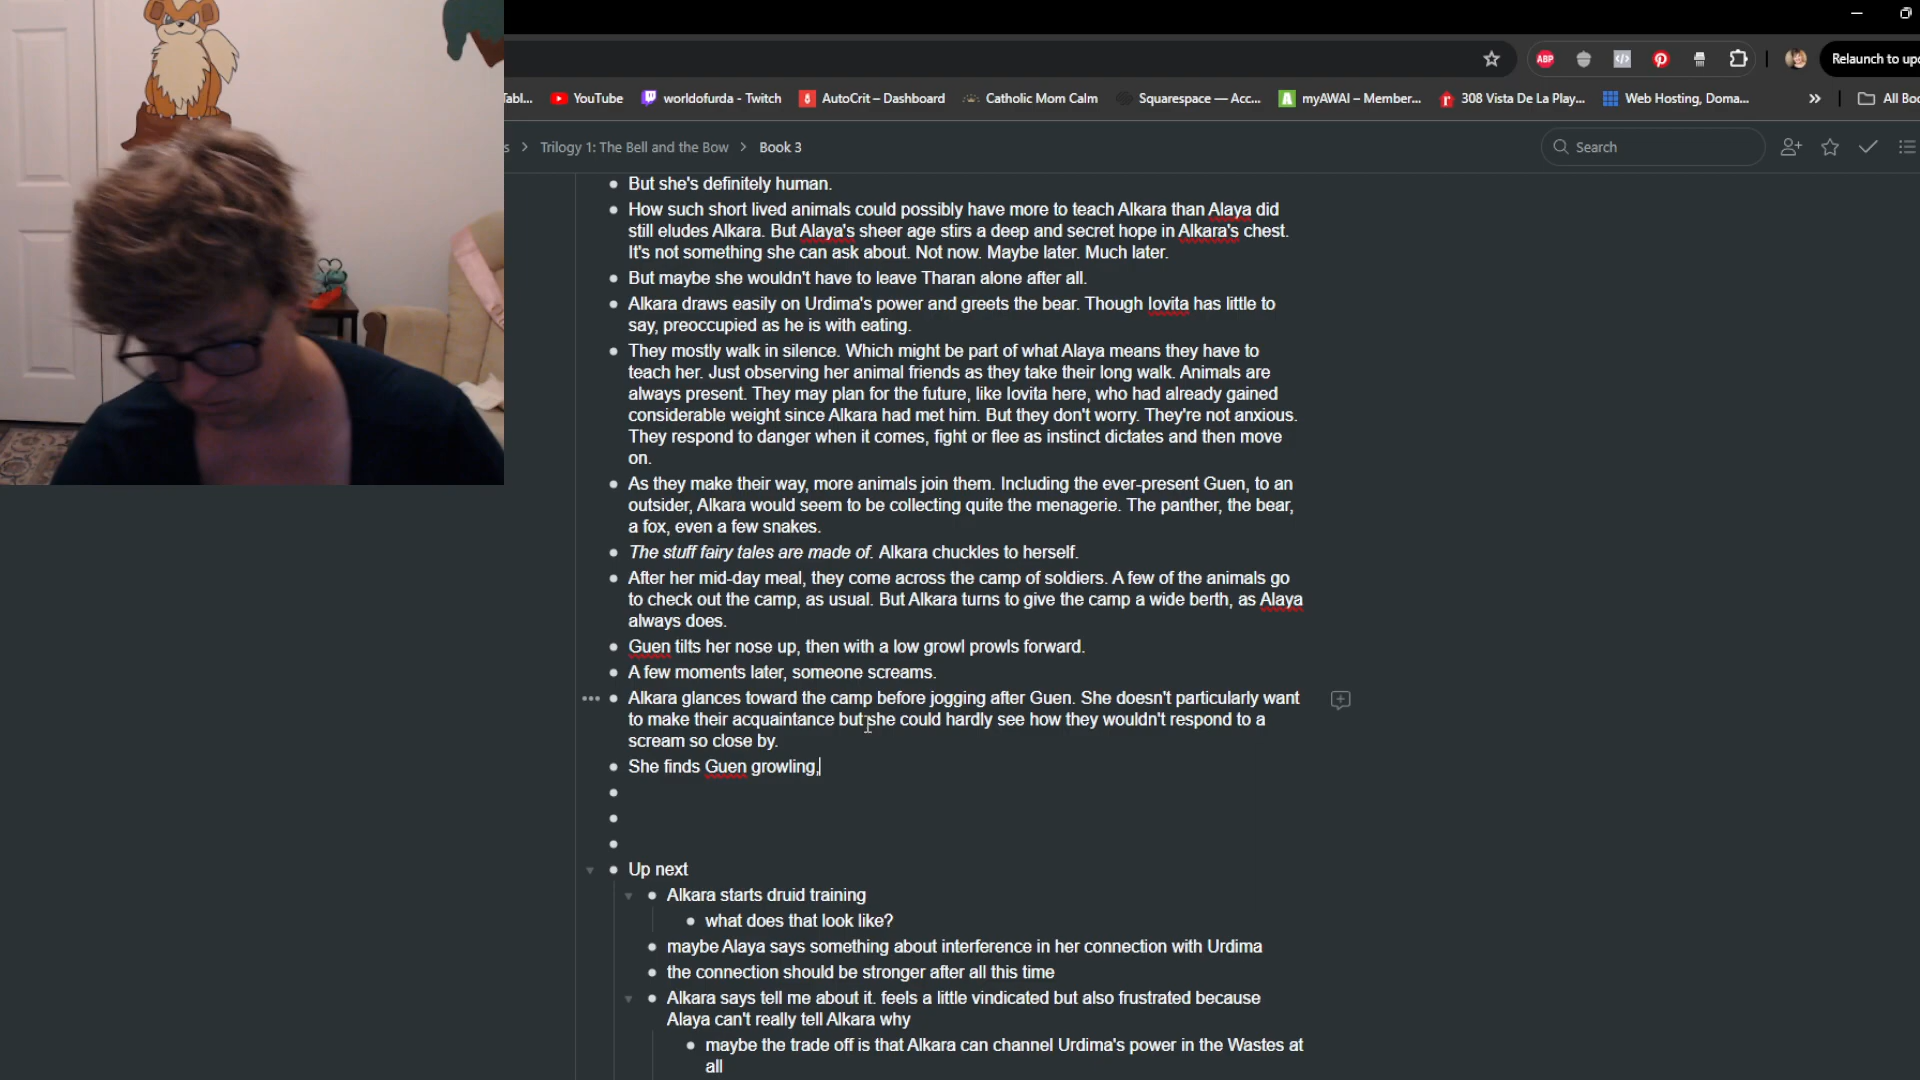 Relaunch to upd
Tabl...
YouTube
worldofurda - Twitch
AutoCrit – Dashboard
Catholic Mom Calm
Squarespace — Acc...
myAWAI – Member...
308 Vista De La Play...
Web Hosting, Doma...
»
All Boo
s > Trilogy 1: The Bell and the Bow > Book 3
Search
But she's definitely human.
How such short lived animals could possibly have more to teach Alkara than Alaya did
still eludes Alkara. But Alaya's sheer age stirs a deep and secret hope in Alkara's chest.
It's not something she can ask about. Not now. Maybe later. Much later.
But maybe she wouldn't have to leave Tharan alone after all.
Alkara draws easily on Urdima's power and greets the bear. Though Iovita has little to
say, preoccupied as he is with eating.
They mostly walk in silence. Which might be part of what Alaya means they have to
teach her. Just observing her animal friends as they take their long walk. Animals are
always present. They may plan for the future, like Iovita here, who had already gained
considerable weight since Alkara had met him. But they don't worry. They're not anxious.
They respond to danger when it comes, fight or flee as instinct dictates and then move
on.
As they make their way, more animals join them. Including the ever-present Guen, to an
outsider, Alkara would seem to be collecting quite the menagerie. The panther, the bear,
a fox, even a few snakes.
The stuff fairy tales are made of. Alkara chuckles to herself.
After her mid-day meal, they come across the camp of soldiers. A few of the animals go
to check out the camp, as usual. But Alkara turns to give the camp a wide berth, as Alaya
always does.
Guen tilts her nose up, then with a low growl prowls forward.
A few moments later, someone screams.
Alkara glances toward the camp before jogging after Guen. She doesn't particularly want
to make their acquaintance but she could hardly see how they wouldn't respond to a
scream so close by.
She finds Guen growling,
Up next
Alkara starts druid training
what does that look like?
maybe Alaya says something about interference in her connection with Urdima
the connection should be stronger after all this time
Alkara says tell me about it. feels a little vindicated but also frustrated because
Alaya can't really tell Alkara why
maybe the trade off is that Alkara can channel Urdima's power in the Wastes at
all